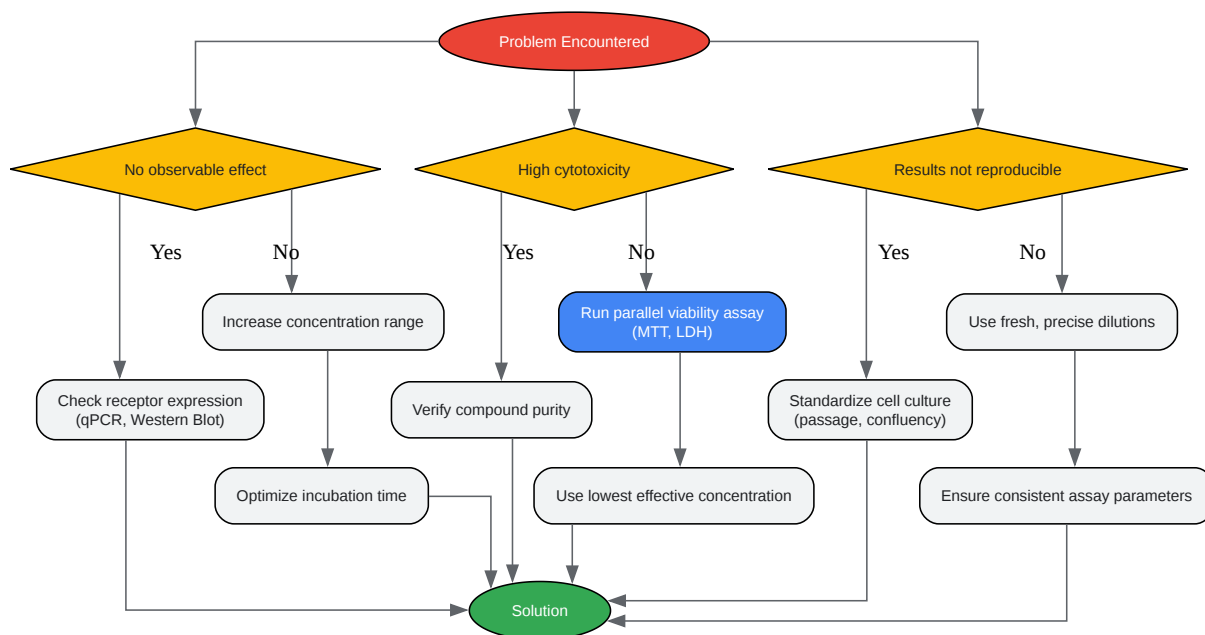 Problem Encountered
No observable effect
High cytotoxicity
Results not reproducible
Yes
No
Yes
No
Yes
No
Increase concentration range
Run parallel viability assay
(MTT, LDH)
Use fresh, precise dilutions
Check receptor expression
(qPCR, Western Blot)
Verify compound purity
Standardize cell culture
(passage, confluency)
Optimize incubation time
Use lowest effective concentration
Ensure consistent assay parameters
Solution